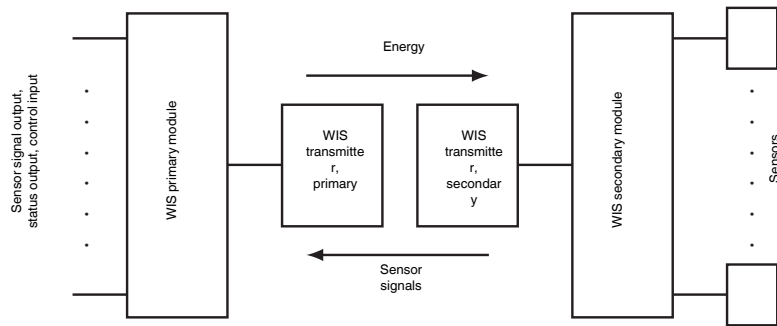 Sensor signal output,
status output, control input
WIS primary module
Energy
WIS
transmitte
r,
primary
WIS
transmitte
r,
secondar
y
Sensor
signals
WIS secondary module
Sensors